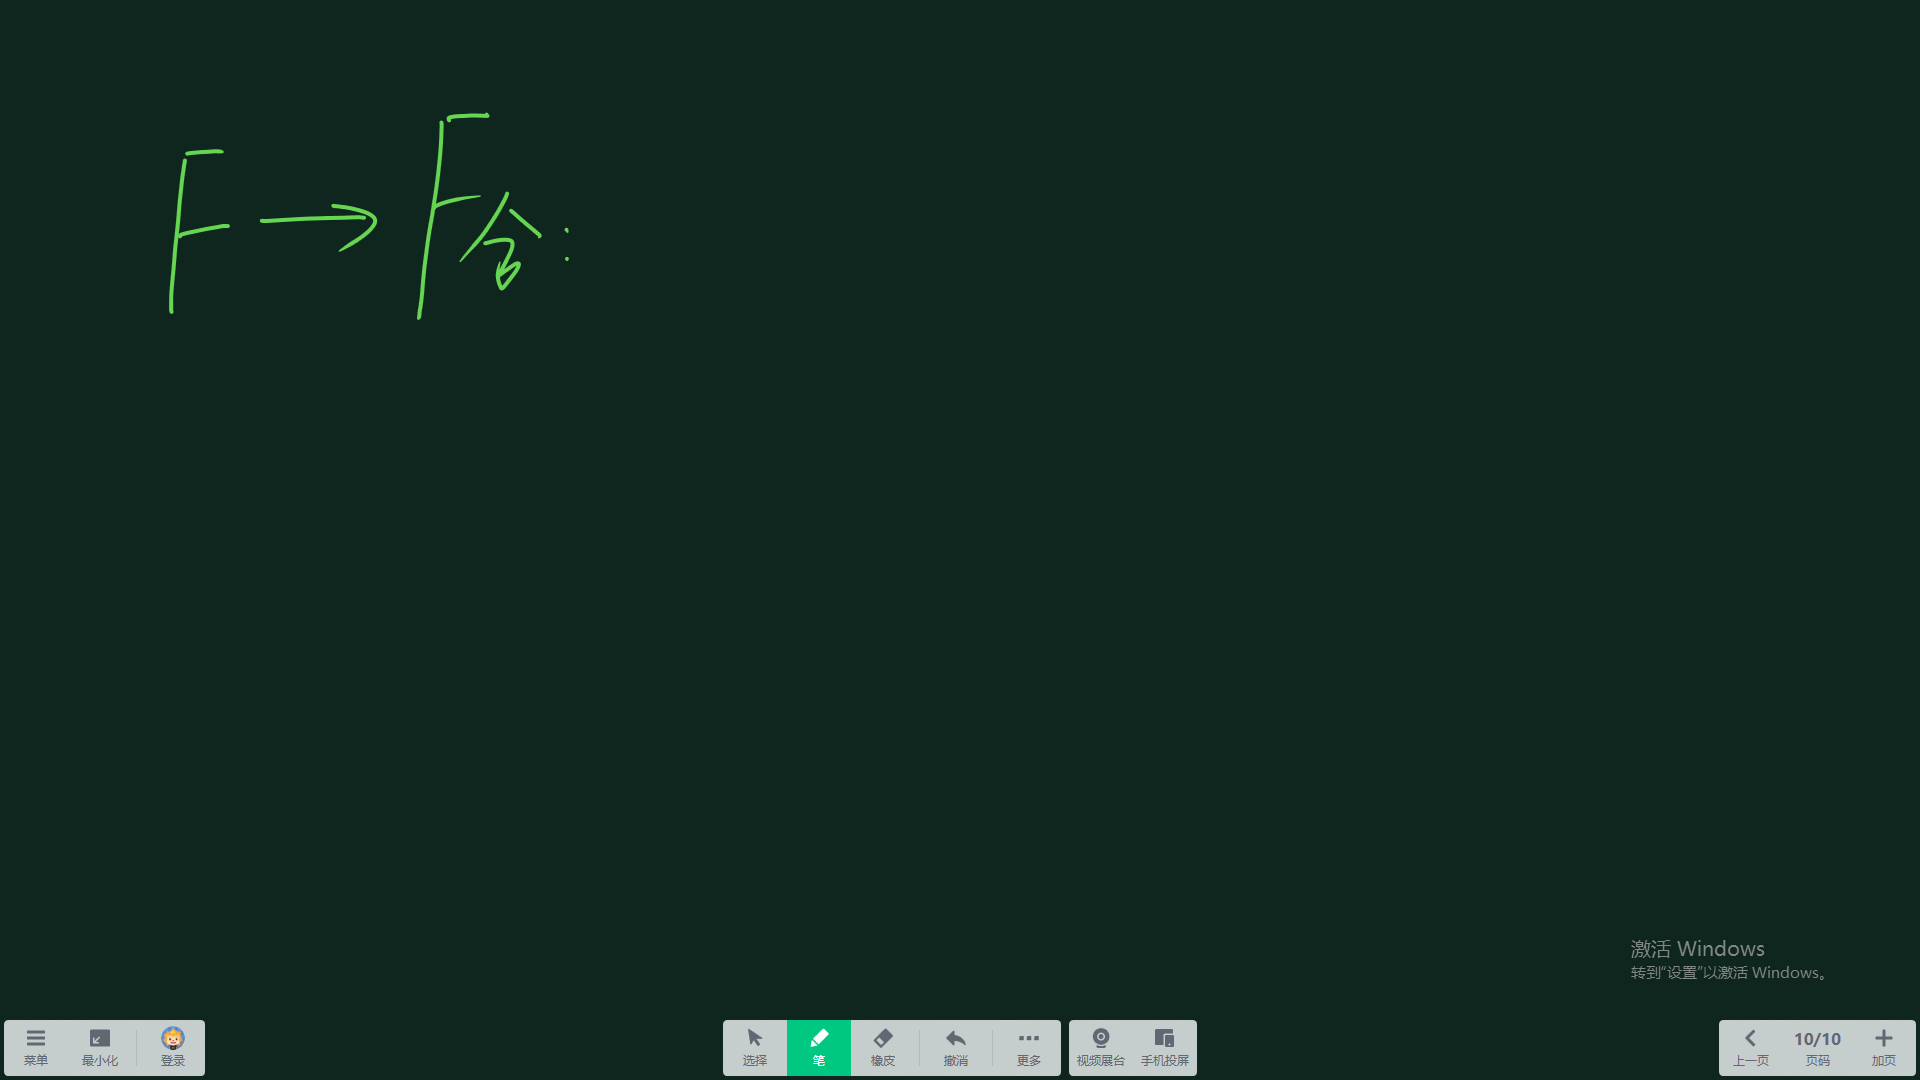 F → F合:
激活 Windows
转到“设置”以激活 Windows。
菜单 最小化 登录 选择 笔 橡皮 撤消 更多 视频展台 手机投屏 上一页 10/10 页码 加页